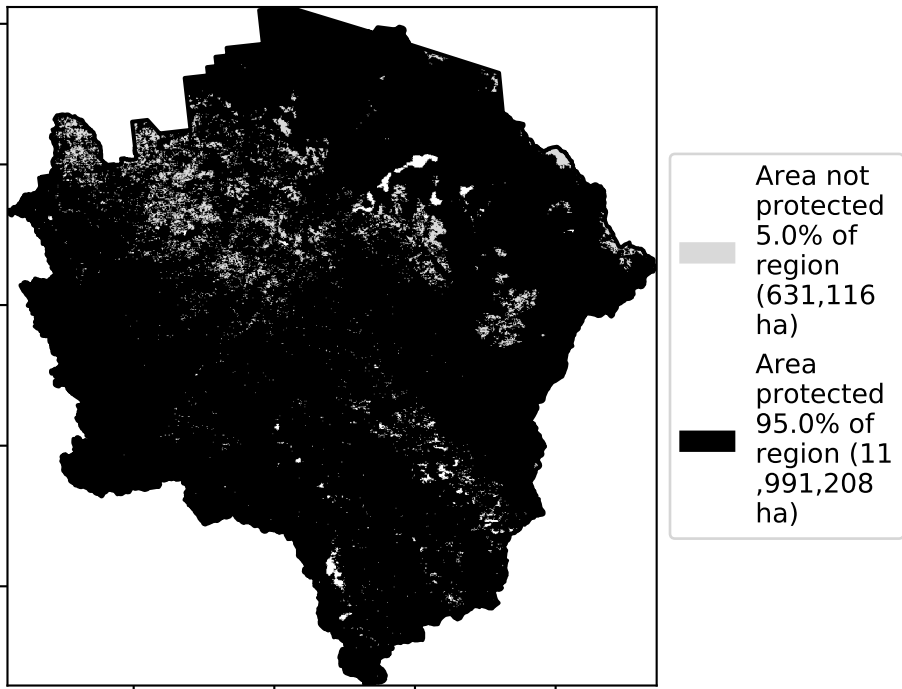 Area not
protected
5.0% of
region
(631,116
ha)
Area
protected
95.0% of
region (11
,991,208
ha)